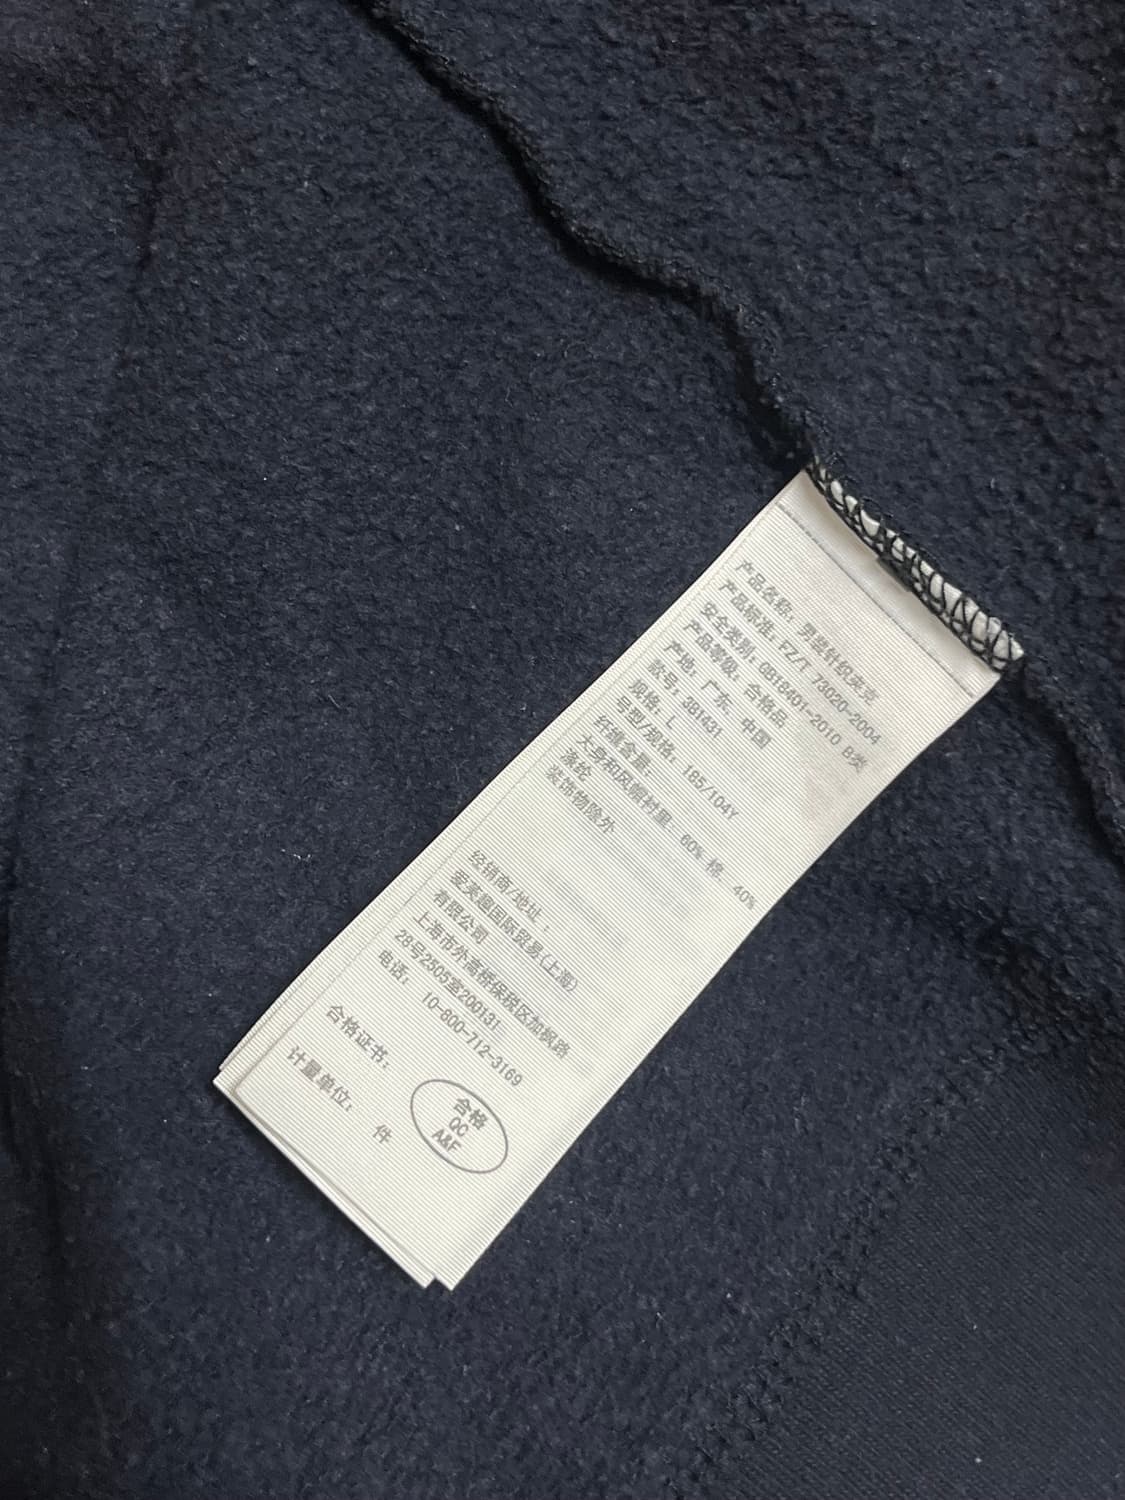 产品名称: 男装针织夹克
产品标准: FZ/T 73020-2004
安全类别: GB18401-2010 B类
产品等级: 合格品
产地: 广东 中国
款号: 381431
规格: L
号型/规格: 185/104Y
纤维含量:
大身和风帽衬里: 60% 棉 40%
涤纶
装饰物除外
经销商/地址:
爱芙趣国际贸易(上海)
有限公司
上海市外高桥保税区加枫路
28号2505室200131
电话: 10-800-712-3169
合格证书:
合格
QC
A&F
计量单位: 件